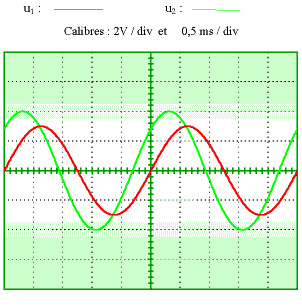 u₁ : u₂ :
Calibres : 2V / div et 0,5 ms / div